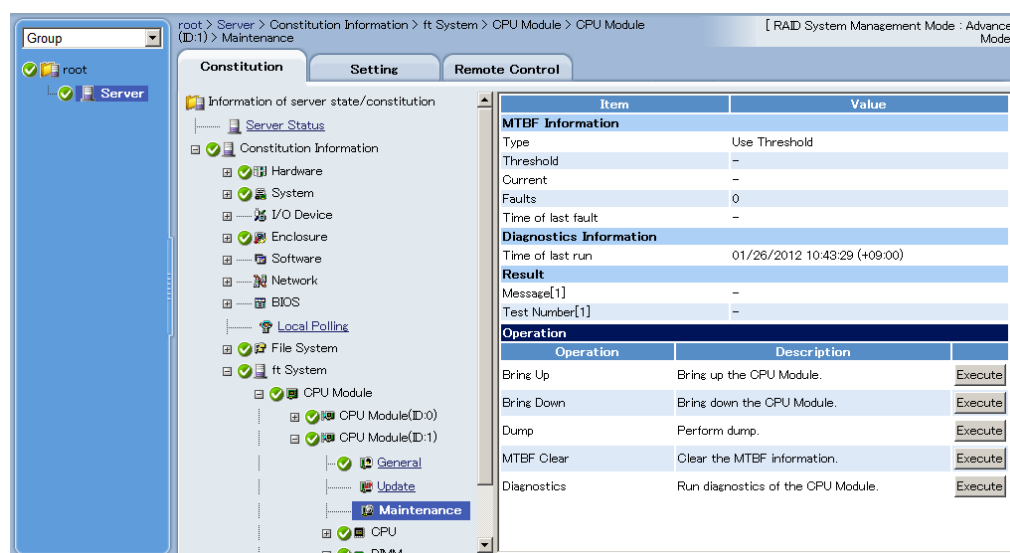 Group
root
Server
root > Server > Constitution Information > ft System > CPU Module > CPU Module
(ID:1) > Maintenance
[ RAID System Management Mode : Advance
Mode
Constitution
Setting
Remote Control
Information of server state/constitution
Server Status
Constitution Information
Hardware
System
I/O Device
Enclosure
Software
Network
BIOS
Local Polling
File System
ft System
CPU Module
CPU Module(ID:0)
CPU Module(ID:1)
General
Update
Maintenance
CPU
DIMM
Item Value
MTBF Information
Type Use Threshold
Threshold –
Current –
Faults 0
Time of last fault –
Diagnostics Information
Time of last run 01/26/2012 10:43:29 (+09:00)
Result
Message[1] –
Test Number[1] –
Operation
Operation Description
Bring Up Bring up the CPU Module. Execute
Bring Down Bring down the CPU Module. Execute
Dump Perform dump. Execute
MTBF Clear Clear the MTBF information. Execute
Diagnostics Run diagnostics of the CPU Module. Execute